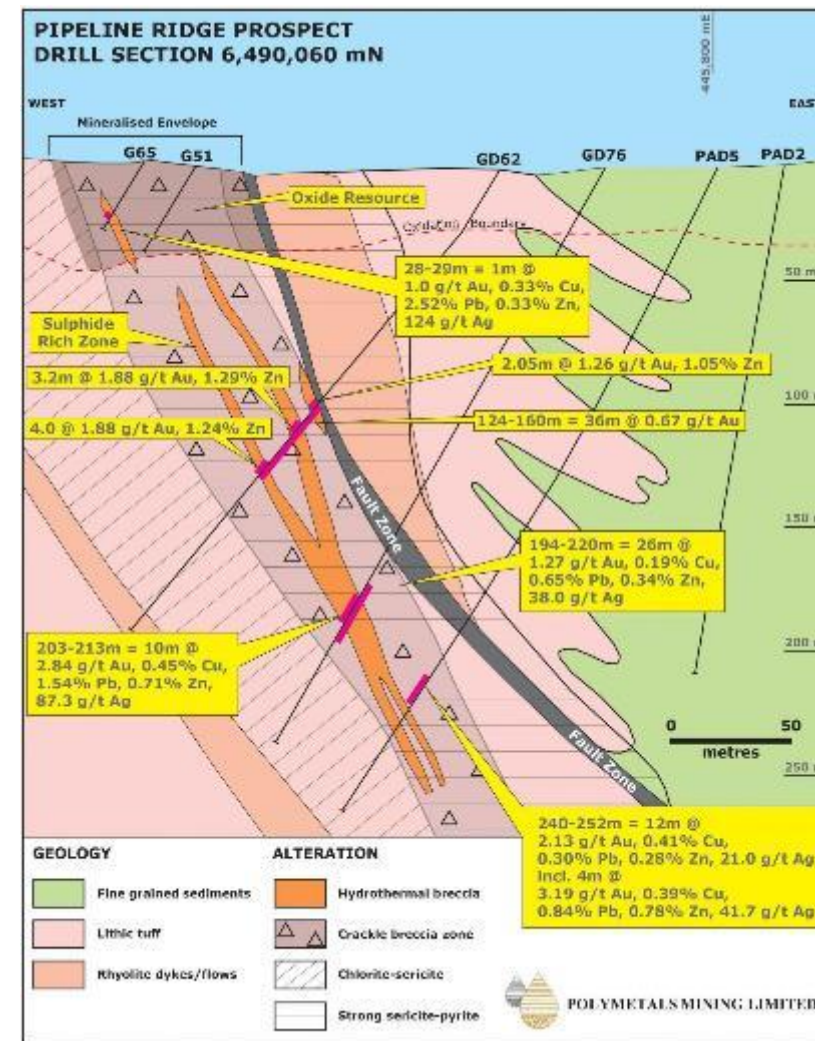 PIPELINE RIDGE PROSPECT
DRILL SECTION 6,490,060 mN
445,800 mE
WEST
EAS
Mineralised Envelope
G65
G51
GD62
GD76
PAD5
PAD2
Oxide Resource
Boundary
28-29m = 1m @
1.0 g/t Au, 0.33% Cu,
2.52% Pb, 0.33% Zn,
124 g/t Ag
50 m
Sulphide
Rich Zone
3.2m @ 1.88 g/t Au, 1.29% Zn
2.05m @ 1.26 g/t Au, 1.05% Zn
100 m
4.0 @ 1.88 g/t Au, 1.24% Zn
124-160m = 36m @ 0.67 g/t Au
Fault Zone
150 m
194-220m = 26m @
1.27 g/t Au, 0.19% Cu,
0.65% Pb, 0.34% Zn,
38.0 g/t Ag
203-213m = 10m @
2.84 g/t Au, 0.45% Cu,
1.54% Pb, 0.71% Zn,
87.3 g/t Ag
200 m
0 50
metres
Fault Zone
250 m
240-252m = 12m @
2.13 g/t Au, 0.41% Cu,
0.30% Pb, 0.28% Zn, 21.0 g/t Ag
Incl. 4m @
3.19 g/t Au, 0.39% Cu,
0.84% Pb, 0.78% Zn, 41.7 g/t Ag
GEOLOGY
Fine grained sediments
Lithic tuff
Rhyolite dykes/flows
ALTERATION
Hydrothermal breccia
Crackle breccia zone
Chlorite-sericite
Strong sericite-pyrite
POLYMETALS MINING LIMITED